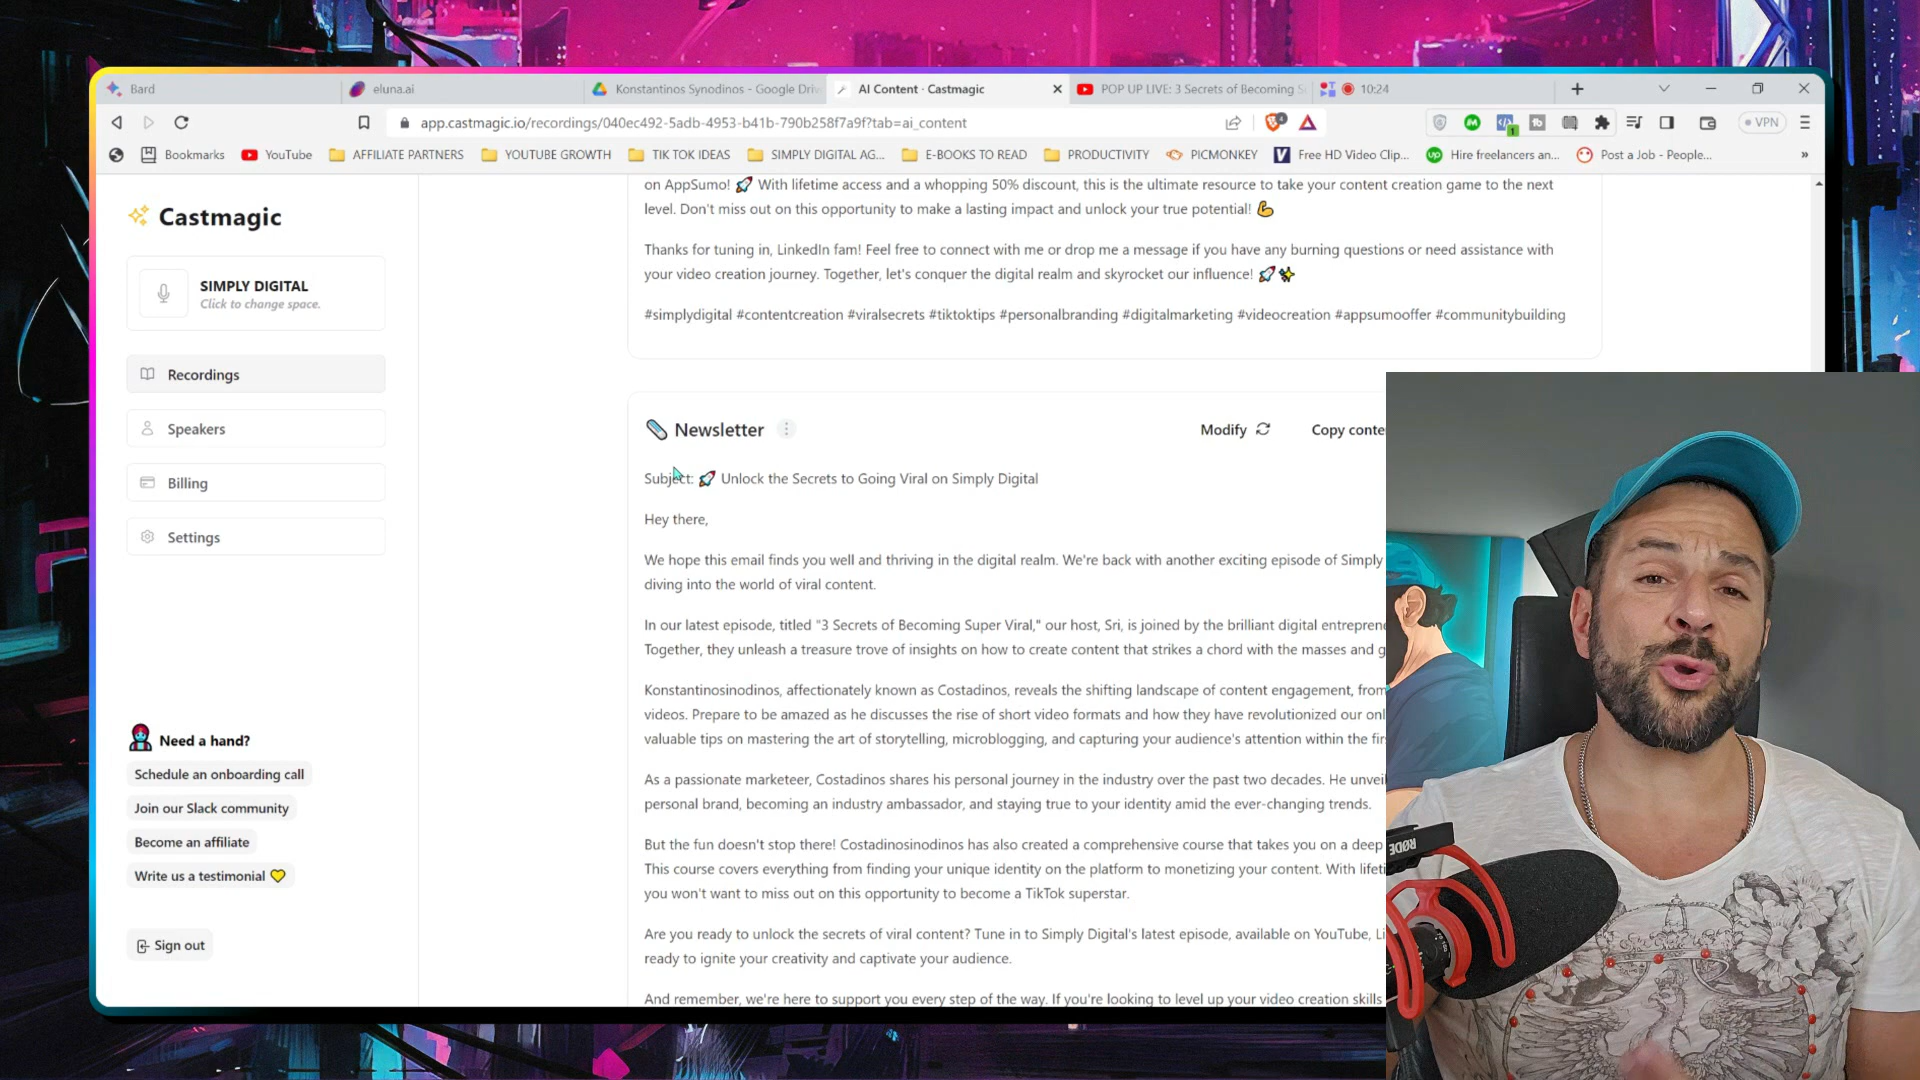 Bard
eluna.ai
Konstantinos Synodinos - Google Driv
AI Content · Castmagic
POP UP LIVE: 3 Secrets of Becoming S
10:24
app.castmagic.io/recordings/040ec492-5adb-4953-b41b-790b258f7a9f?tab=ai_content
VPN
Bookmarks
YouTube
AFFILIATE PARTNERS
YOUTUBE GROWTH
TIK TOK IDEAS
SIMPLY DIGITAL AG...
E-BOOKS TO READ
PRODUCTIVITY
PICMONKEY
Free HD Video Clip...
Hire freelancers an...
Post a Job - People...
Castmagic
SIMPLY DIGITAL
Click to change space.
Recordings
Speakers
Billing
Settings
Need a hand?
Schedule an onboarding call
Join our Slack community
Become an affiliate
Write us a testimonial 💛
Sign out
on AppSumo! 🚀 With lifetime access and a whopping 50% discount, this is the ultimate resource to take your content creation game to the next
level. Don't miss out on this opportunity to make a lasting impact and unlock your true potential! 💪
Thanks for tuning in, LinkedIn fam! Feel free to connect with me or drop me a message if you have any burning questions or need assistance with
your video creation journey. Together, let's conquer the digital realm and skyrocket our influence! 🚀✨
#simplydigital #contentcreation #viralsecrets #tiktoktips #personalbranding #digitalmarketing #videocreation #appsumooffer #communitybuilding
Newsletter
Modify
Copy conte
Subject: 🚀 Unlock the Secrets to Going Viral on Simply Digital
Hey there,
We hope this email finds you well and thriving in the digital realm. We're back with another exciting episode of Simply
diving into the world of viral content.
In our latest episode, titled "3 Secrets of Becoming Super Viral," our host, Sri, is joined by the brilliant digital entreprene
Together, they unleash a treasure trove of insights on how to create content that strikes a chord with the masses and g
Konstantinosinodinos, affectionately known as Costadinos, reveals the shifting landscape of content engagement, from
videos. Prepare to be amazed as he discusses the rise of short video formats and how they have revolutionized our onl
valuable tips on mastering the art of storytelling, microblogging, and capturing your audience's attention within the fir
As a passionate marketeer, Costadinos shares his personal journey in the industry over the past two decades. He unvei
personal brand, becoming an industry ambassador, and staying true to your identity amid the ever-changing trends.
But the fun doesn't stop there! Costadinosinodinos has also created a comprehensive course that takes you on a deep
This course covers everything from finding your unique identity on the platform to monetizing your content. With lifeti
you won't want to miss out on this opportunity to become a TikTok superstar.
Are you ready to unlock the secrets of viral content? Tune in to Simply Digital's latest episode, available on YouTube, Li
ready to ignite your creativity and captivate your audience.
And remember, we're here to support you every step of the way. If you're looking to level up your video creation skills
RØDE